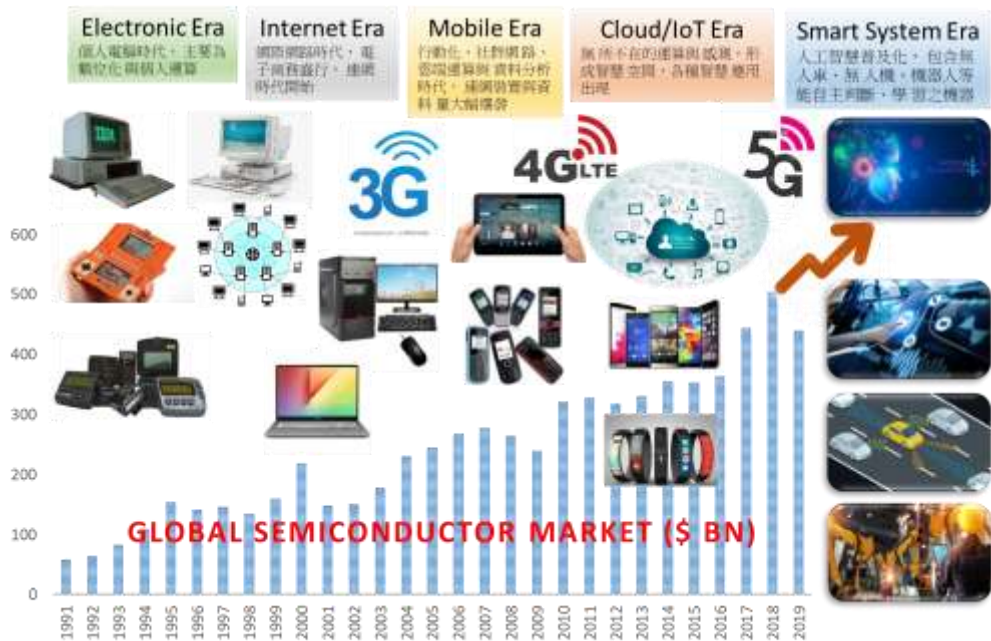 Electronic Era
個人電腦時代，主要為
數位化 與個人運算
Internet Era
網際網路時代，電
子商務盛行，連網
時代開始
Mobile Era
行動化、社群網路、
雲端運算與 資料分析
時代，連網裝置與資
料 量大幅爆發
Cloud/IoT Era
無 所不在的運算與感測，形
成智慧 空間，各種智慧 應用
出現
Smart System Era
人工智慧普及化，包含無
人車、無 人機、機器人等
能自主判斷、學 習之機器
3G
4G LTE
5G
600
500
400
300
200
100
0
GLOBAL SEMICONDUCTOR MARKET ($ BN)
1991
1992
1993
1994
1995
1996
1997
1998
1999
2000
2001
2002
2003
2004
2005
2006
2007
2008
2009
2010
2011
2012
2013
2014
2015
2016
2017
2018
2019